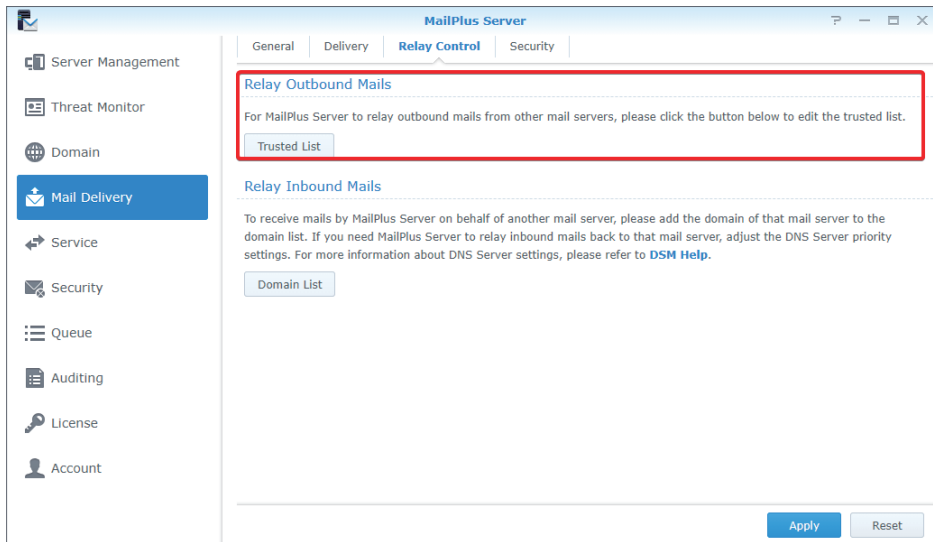 MailPlus Server
Server Management
Threat Monitor
Domain
Mail Delivery
Service
Security
Queue
Auditing
License
Account
General
Delivery
Relay Control
Security
Relay Outbound Mails
For MailPlus Server to relay outbound mails from other mail servers, please click the button below to edit the trusted list.
Trusted List
Relay Inbound Mails
To receive mails by MailPlus Server on behalf of another mail server, please add the domain of that mail server to the
domain list. If you need MailPlus Server to relay inbound mails back to that mail server, adjust the DNS Server priority
settings. For more information about DNS Server settings, please refer to DSM Help.
Domain List
Apply
Reset